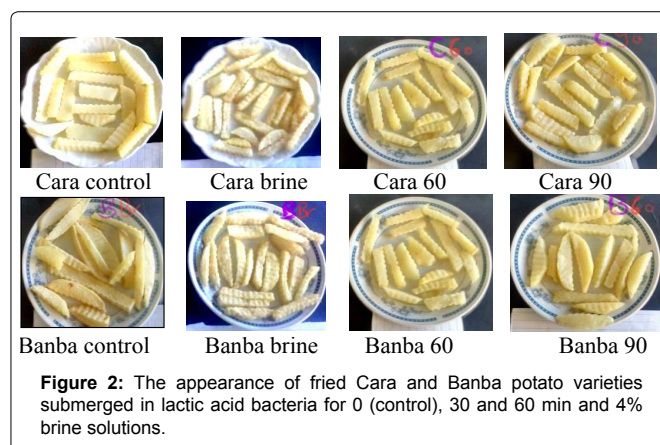 C60
Cara control Cara brine Cara 60 Cara 90
B60
Banba control Banba brine Banba 60 Banba 90
Figure 2: The appearance of fried Cara and Banba potato varieties
submerged in lactic acid bacteria for 0 (control), 30 and 60 min and 4%
brine solutions.